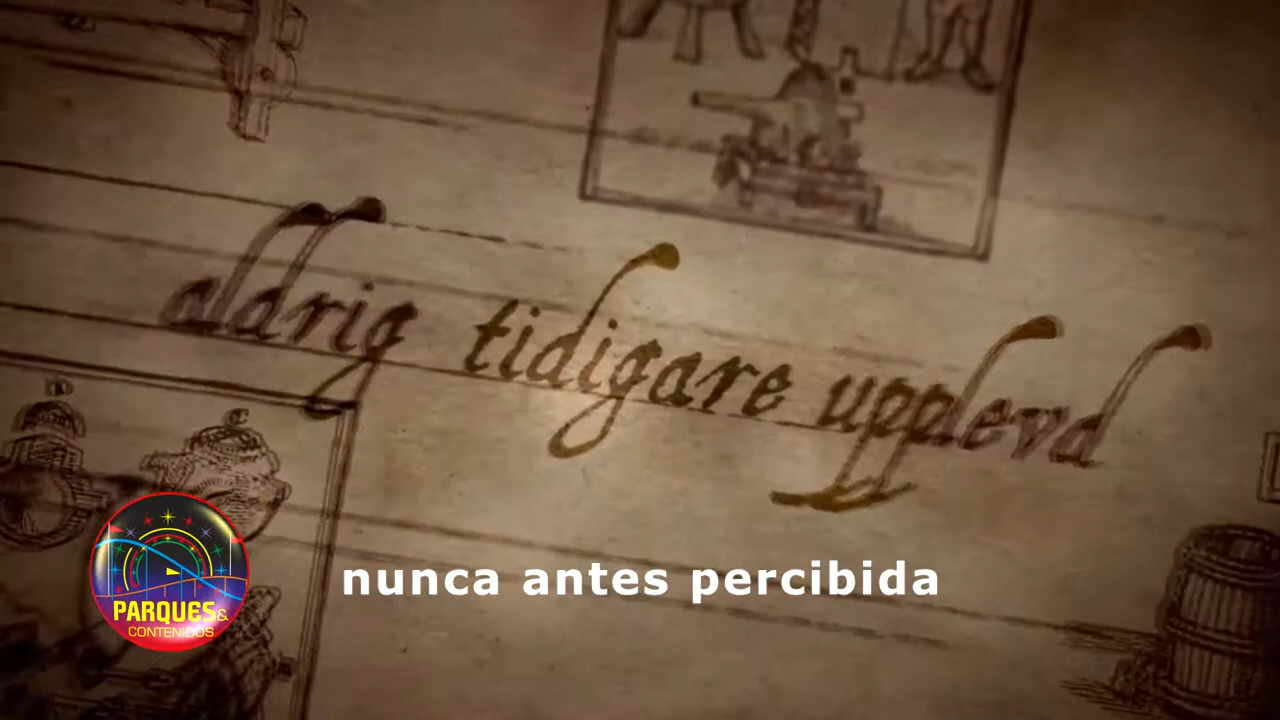 aldrig tidigare upplevd
nunca antes percibida
PARQUES&
CONTENIDOS
D
C